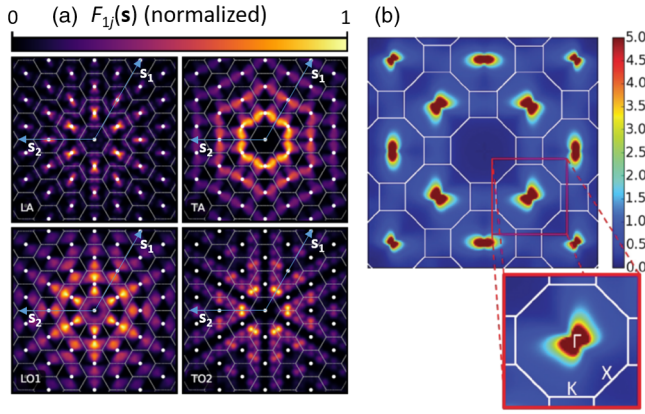 0 (a) F1j(s) (normalized) 1
(b)
S1
S2
LA
S1
S2
TA
S1
S2
LO1
S1
S2
TO2
5.0
4.5
4.0
3.5
3.0
2.5
2.0
1.5
1.0
0.5
0.0
Γ
X
K